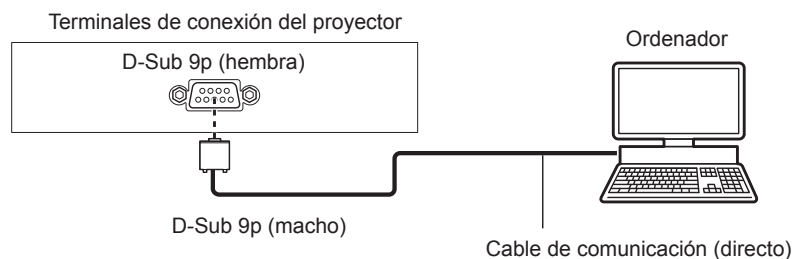 Terminales de conexión del proyector
Ordenador
D-Sub 9p (hembra)
D-Sub 9p (macho)
Cable de comunicación (directo)